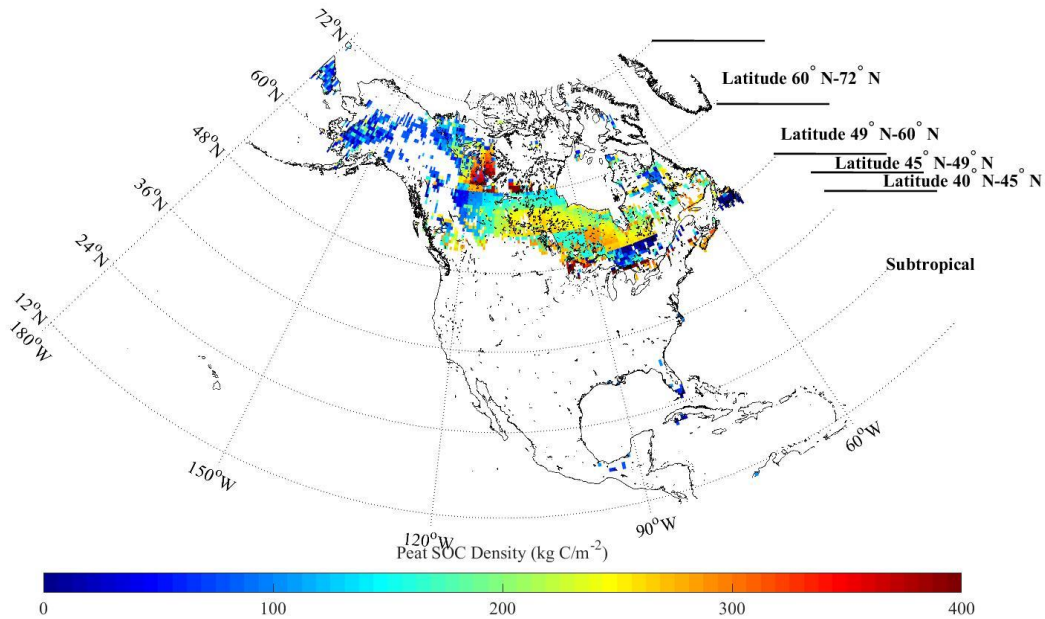 72°N
60°N
48°N
36°N
24°N
12°N
180°W
150°W
120°W
90°W
60°W
Latitude 60° N-72° N
Latitude 49° N-60° N
Latitude 45° N-49° N
Latitude 40° N-45° N
Subtropical
Peat SOC Density (kg C/m⁻²)
0 100 200 300 400